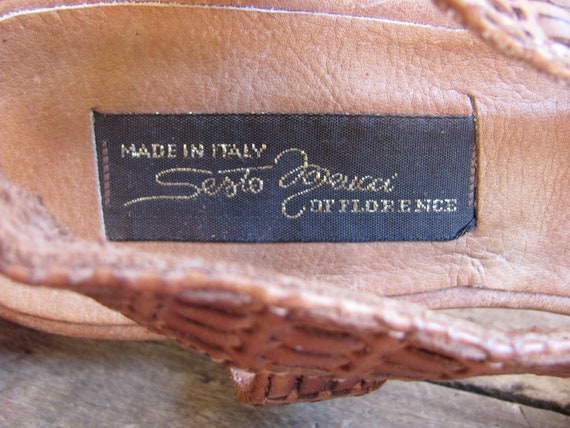 MADE IN ITALY
Sesto Meucci
OF FLORENCE